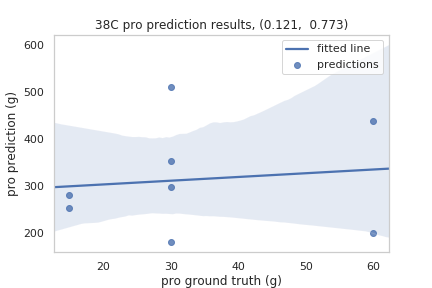 38C pro prediction results, (0.121,  0.773)
fitted line
predictions
pro prediction (g)
600
500
400
300
200
20
30
40
50
60
pro ground truth (g)